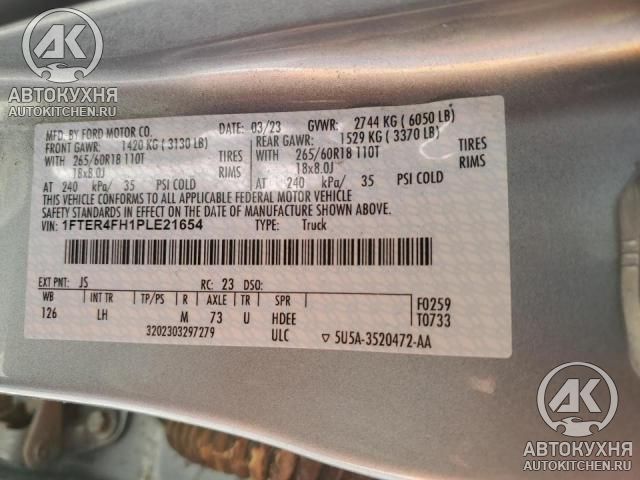 АК
АВТОКУХНЯ
AUTOKITCHEN.RU
MFD. BY FORD MOTOR CO.
DATE: 03/23 GVWR: 2744 KG ( 6050 LB)
FRONT GAWR: 1420 KG ( 3130 LB) REAR GAWR: 1529 KG ( 3370 LB)
WITH 265/60R18 110T TIRES WITH 265/60R18 110T TIRES
18x8.0J RIMS 18x8.0J RIMS
AT 240 kPa/ 35 PSI COLD AT 240 kPa/ 35 PSI COLD
THIS VEHICLE CONFORMS TO ALL APPLICABLE FEDERAL MOTOR VEHICLE
SAFETY STANDARDS IN EFFECT ON THE DATE OF MANUFACTURE SHOWN ABOVE.
VIN: 1FTER4FH1PLE21654 TYPE: Truck
EXT PNT: JS RC: 23 DSO:
WB INT TR TP/PS R AXLE TR SPR
126 LH M 73 U HDEE
F0259
T0733
3202303297279 ULC ▽ 5U5A-3520472-AA
АК
АВТОКУХНЯ
AUTOKITCHEN.RU